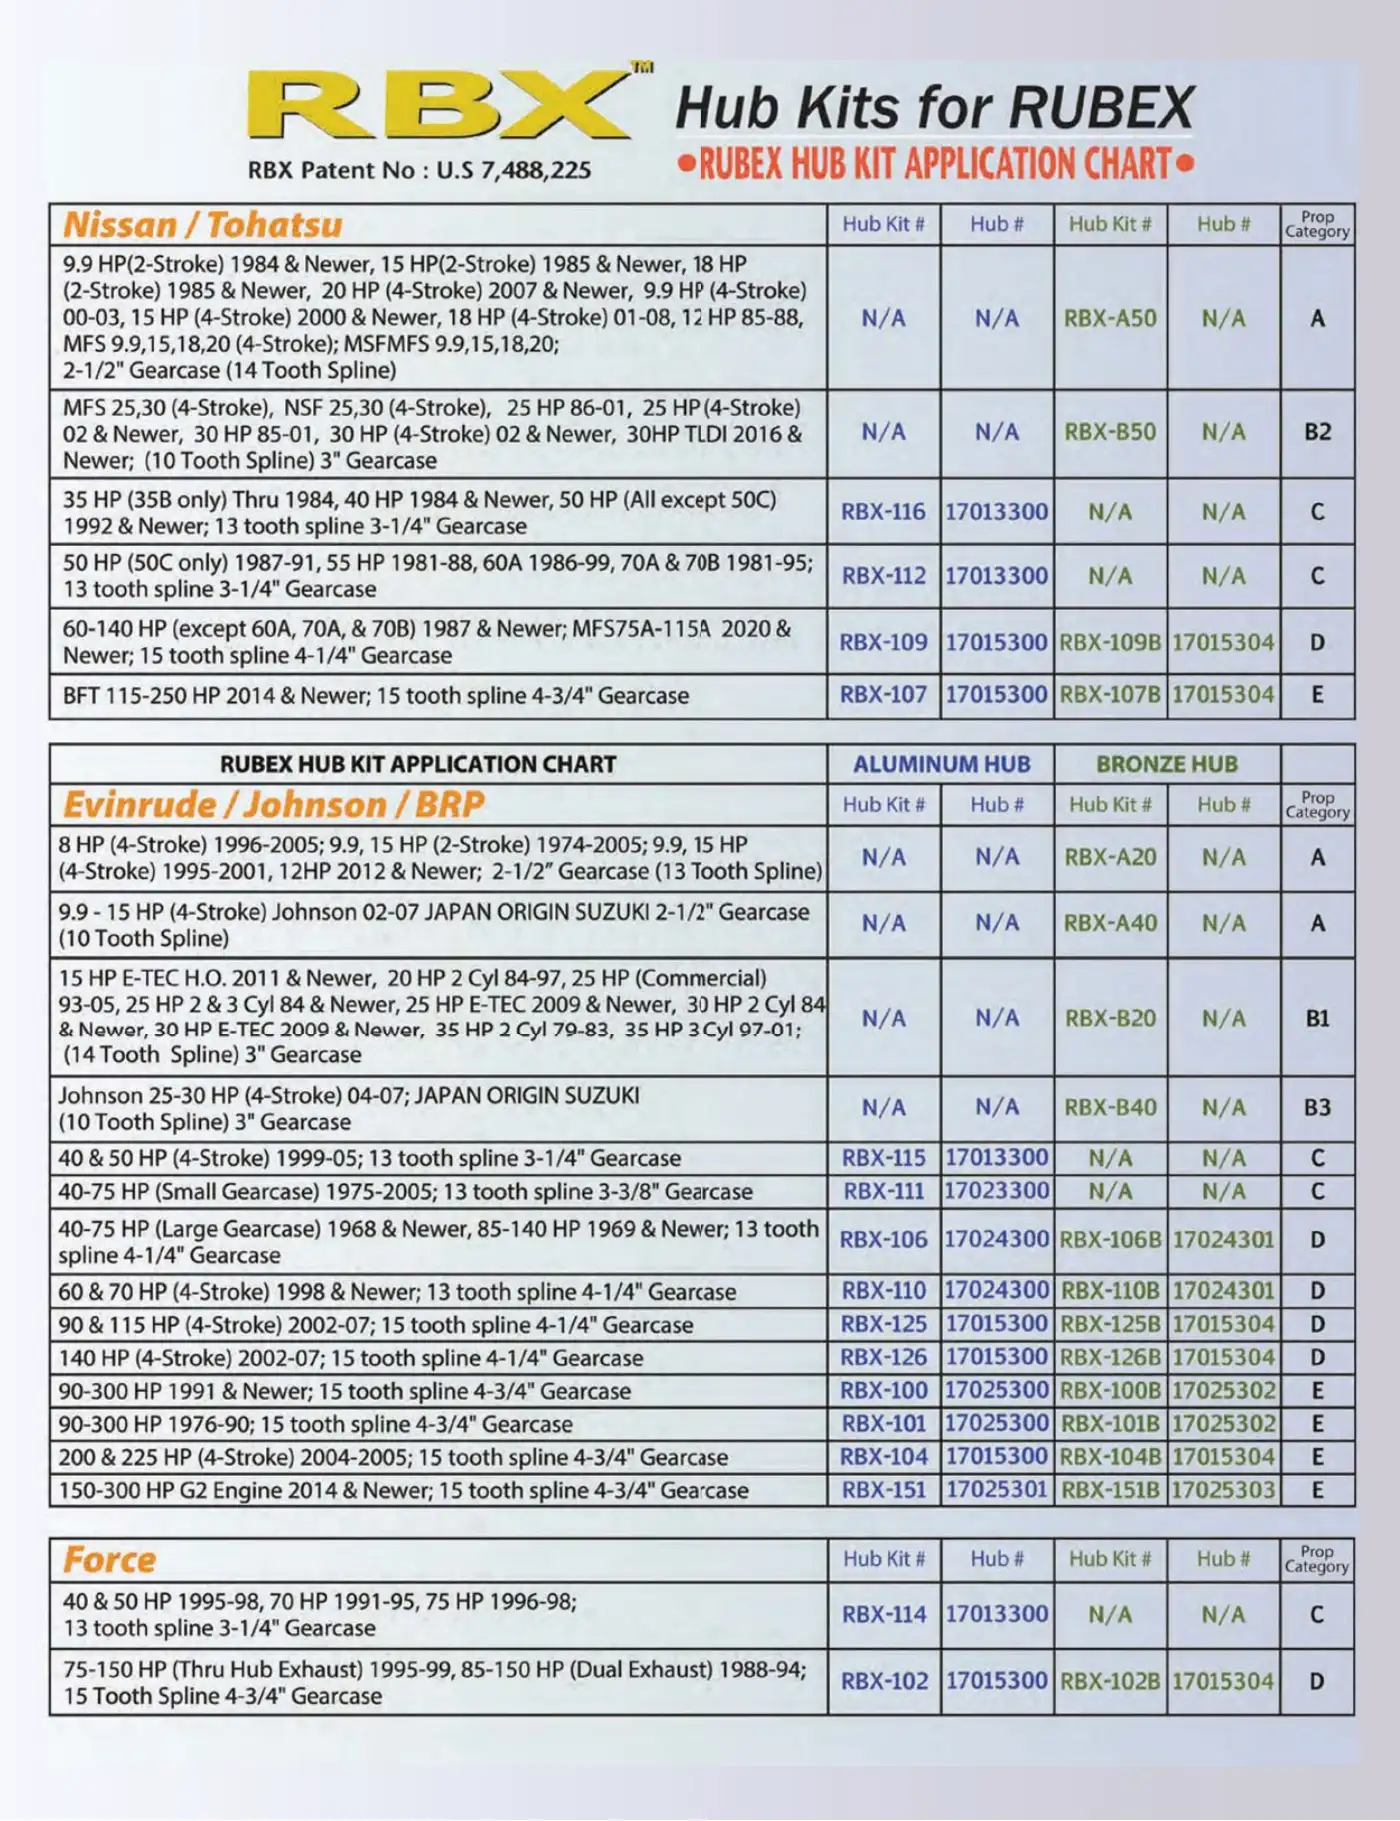 RBX™ Hub Kits for RUBEX
RBX Patent No : U.S 7,488,225
•RUBEX HUB KIT APPLICATION CHART•
Nissan / Tohatsu Hub Kit # Hub # Hub Kit # Hub # Prop Category
9.9 HP(2-Stroke) 1984 & Newer, 15 HP(2-Stroke) 1985 & Newer, 18 HP
(2-Stroke) 1985 & Newer, 20 HP (4-Stroke) 2007 & Newer, 9.9 HP (4-Stroke)
00-03, 15 HP (4-Stroke) 2000 & Newer, 18 HP (4-Stroke) 01-08, 12 HP 85-88,
MFS 9.9,15,18,20 (4-Stroke); MSFMFS 9.9,15,18,20;
2-1/2" Gearcase (14 Tooth Spline)
N/A N/A RBX-A50 N/A A
MFS 25,30 (4-Stroke), NSF 25,30 (4-Stroke), 25 HP 86-01, 25 HP(4-Stroke)
02 & Newer, 30 HP 85-01, 30 HP (4-Stroke) 02 & Newer, 30HP TLDI 2016 &
Newer; (10 Tooth Spline) 3" Gearcase
N/A N/A RBX-B50 N/A B2
35 HP (35B only) Thru 1984, 40 HP 1984 & Newer, 50 HP (All except 50C)
1992 & Newer; 13 tooth spline 3-1/4" Gearcase
RBX-116 17013300 N/A N/A C
50 HP (50C only) 1987-91, 55 HP 1981-88, 60A 1986-99, 70A & 70B 1981-95;
13 tooth spline 3-1/4" Gearcase
RBX-112 17013300 N/A N/A C
60-140 HP (except 60A, 70A, & 70B) 1987 & Newer; MFS75A-115A 2020 &
Newer; 15 tooth spline 4-1/4" Gearcase
RBX-109 17015300 RBX-109B 17015304 D
BFT 115-250 HP 2014 & Newer; 15 tooth spline 4-3/4" Gearcase RBX-107 17015300 RBX-107B 17015304 E
RUBEX HUB KIT APPLICATION CHART ALUMINUM HUB BRONZE HUB
Evinrude / Johnson / BRP Hub Kit # Hub # Hub Kit # Hub # Prop Category
8 HP (4-Stroke) 1996-2005; 9.9, 15 HP (2-Stroke) 1974-2005; 9.9, 15 HP
(4-Stroke) 1995-2001, 12HP 2012 & Newer; 2-1/2" Gearcase (13 Tooth Spline)
N/A N/A RBX-A20 N/A A
9.9 - 15 HP (4-Stroke) Johnson 02-07 JAPAN ORIGIN SUZUKI 2-1/2" Gearcase
(10 Tooth Spline)
N/A N/A RBX-A40 N/A A
15 HP E-TEC H.O. 2011 & Newer, 20 HP 2 Cyl 84-97, 25 HP (Commercial)
93-05, 25 HP 2 & 3 Cyl 84 & Newer, 25 HP E-TEC 2009 & Newer, 30 HP 2 Cyl 84
& Newer, 30 HP E-TEC 2009 & Newer, 35 HP 2 Cyl 79-83, 35 HP 3 Cyl 97-01;
(14 Tooth Spline) 3" Gearcase
N/A N/A RBX-B20 N/A B1
Johnson 25-30 HP (4-Stroke) 04-07; JAPAN ORIGIN SUZUKI
(10 Tooth Spline) 3" Gearcase
N/A N/A RBX-B40 N/A B3
40 & 50 HP (4-Stroke) 1999-05; 13 tooth spline 3-1/4" Gearcase RBX-115 17013300 N/A N/A C
40-75 HP (Small Gearcase) 1975-2005; 13 tooth spline 3-3/8" Gearcase RBX-111 17023300 N/A N/A C
40-75 HP (Large Gearcase) 1968 & Newer, 85-140 HP 1969 & Newer; 13 tooth
spline 4-1/4" Gearcase
RBX-106 17024300 RBX-106B 17024301 D
60 & 70 HP (4-Stroke) 1998 & Newer; 13 tooth spline 4-1/4" Gearcase RBX-110 17024300 RBX-110B 17024301 D
90 & 115 HP (4-Stroke) 2002-07; 15 tooth spline 4-1/4" Gearcase RBX-125 17015300 RBX-125B 17015304 D
140 HP (4-Stroke) 2002-07; 15 tooth spline 4-1/4" Gearcase RBX-126 17015300 RBX-126B 17015304 D
90-300 HP 1991 & Newer; 15 tooth spline 4-3/4" Gearcase RBX-100 17025300 RBX-100B 17025302 E
90-300 HP 1976-90; 15 tooth spline 4-3/4" Gearcase RBX-101 17025300 RBX-101B 17025302 E
200 & 225 HP (4-Stroke) 2004-2005; 15 tooth spline 4-3/4" Gearcase RBX-104 17015300 RBX-104B 17015304 E
150-300 HP G2 Engine 2014 & Newer; 15 tooth spline 4-3/4" Gearcase RBX-151 17025301 RBX-151B 17025303 E
Force Hub Kit # Hub # Hub Kit # Hub # Prop Category
40 & 50 HP 1995-98, 70 HP 1991-95, 75 HP 1996-98;
13 tooth spline 3-1/4" Gearcase
RBX-114 17013300 N/A N/A C
75-150 HP (Thru Hub Exhaust) 1995-99, 85-150 HP (Dual Exhaust) 1988-94;
15 Tooth Spline 4-3/4" Gearcase
RBX-102 17015300 RBX-102B 17015304 D